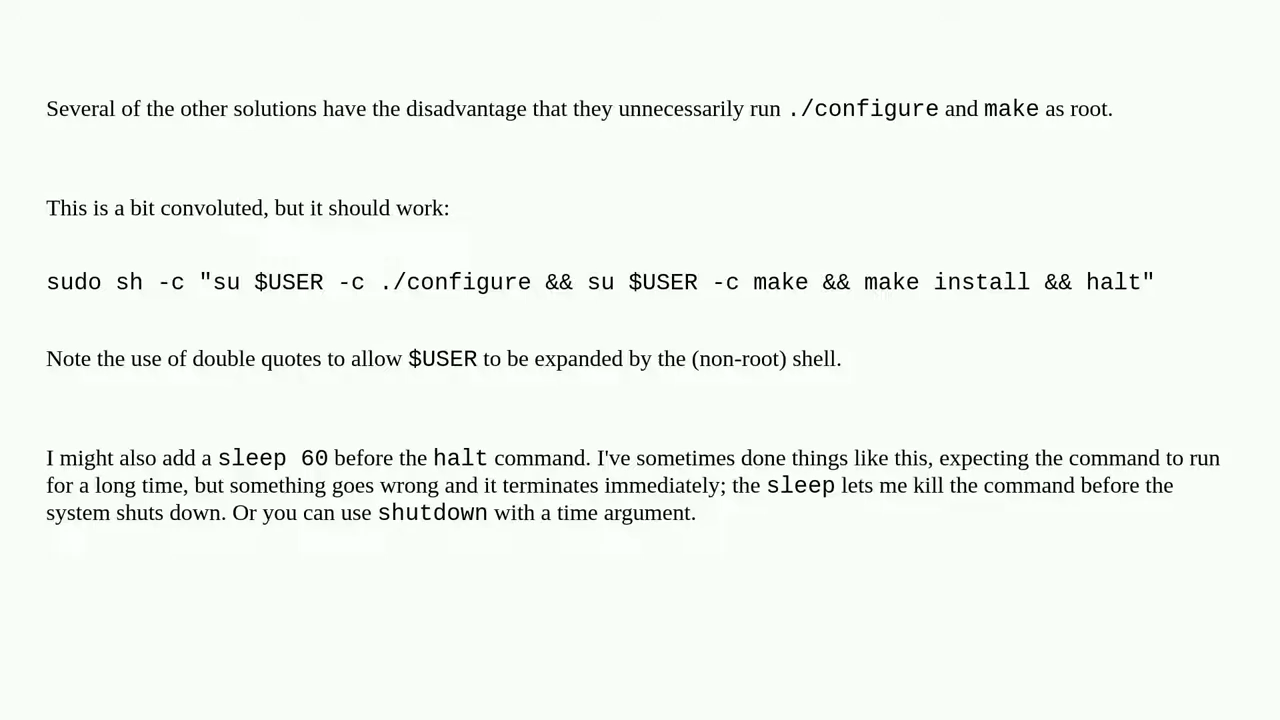 Several of the other solutions have the disadvantage that they unnecessarily run ./configure and make as root.
This is a bit convoluted, but it should work:
sudo sh -c "su $USER -c ./configure && su $USER -c make && make install && halt"
Note the use of double quotes to allow $USER to be expanded by the (non-root) shell.
I might also add a sleep 60 before the halt command. I've sometimes done things like this, expecting the command to run
for a long time, but something goes wrong and it terminates immediately; the sleep lets me kill the command before the
system shuts down. Or you can use shutdown with a time argument.